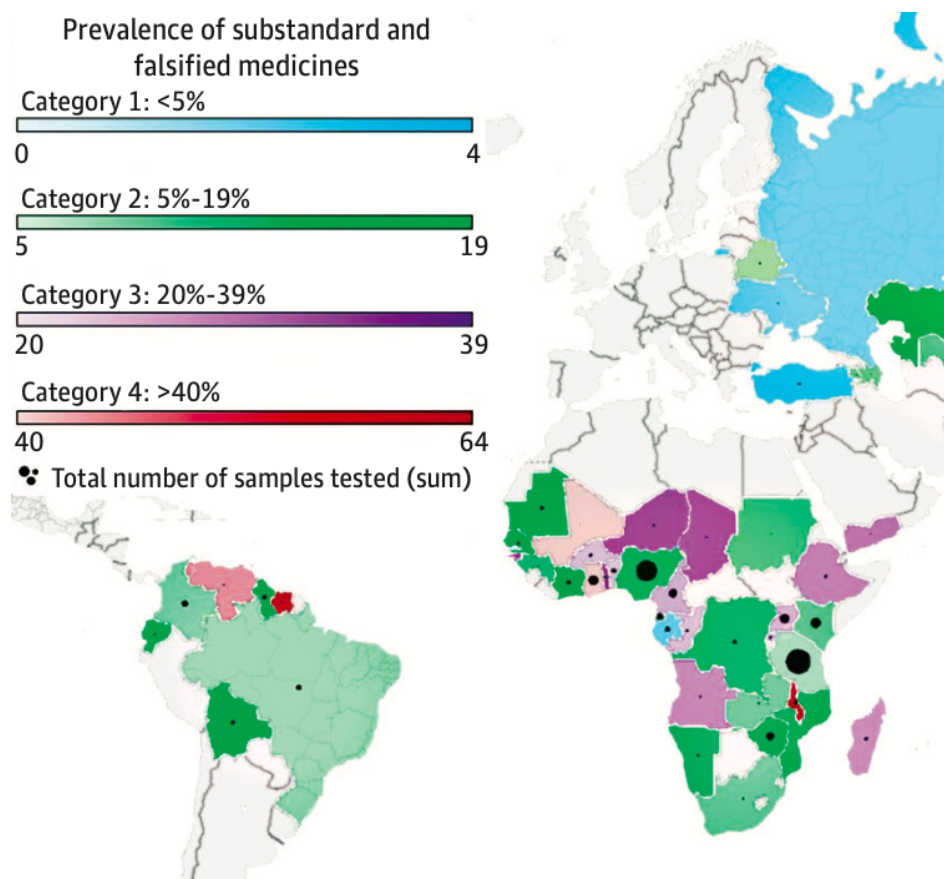 Prevalence of substandard and
falsified medicines
Category 1: <5%
0 4
Category 2: 5%-19%
5 19
Category 3: 20%-39%
20 39
Category 4: >40%
40 64
Total number of samples tested (sum)